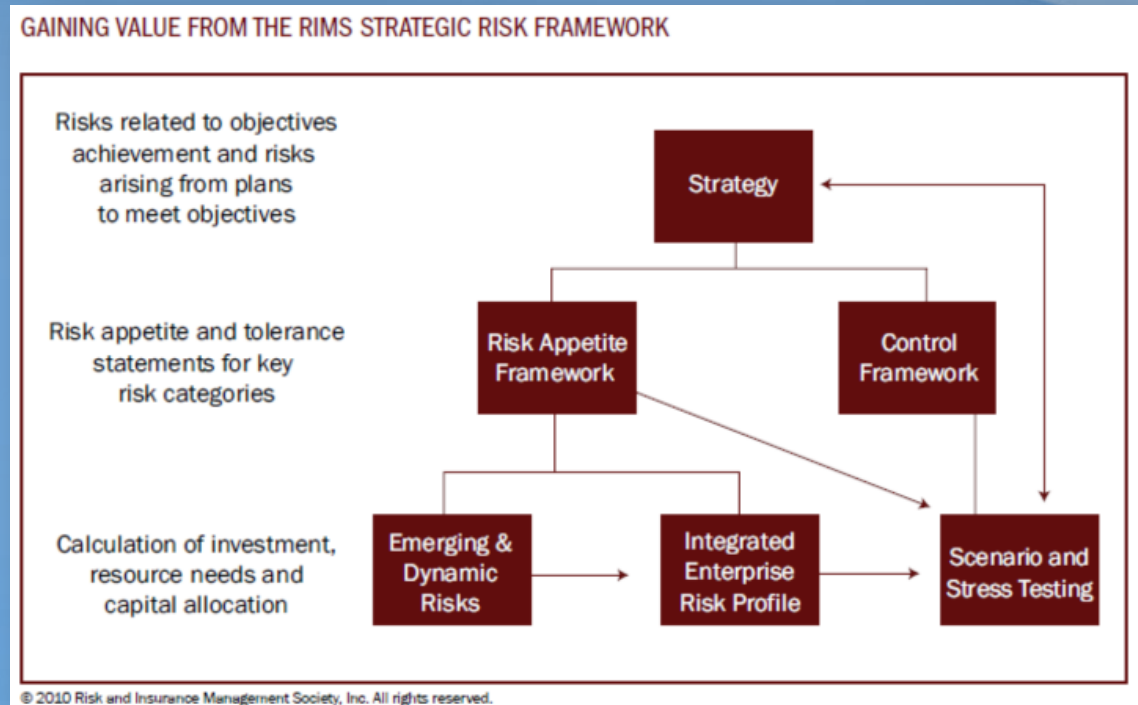 GAINING VALUE FROM THE RIMS STRATEGIC RISK FRAMEWORK
Risks related to objectives
achievement and risks
arising from plans
to meet objectives
Strategy
Risk appetite and tolerance
statements for key
risk categories
Risk Appetite
Framework
Control
Framework
Calculation of investment,
resource needs and
capital allocation
Emerging &
Dynamic
Risks
Integrated
Enterprise
Risk Profile
Scenario and
Stress Testing
© 2010 Risk and Insurance Management Society, Inc. All rights reserved.